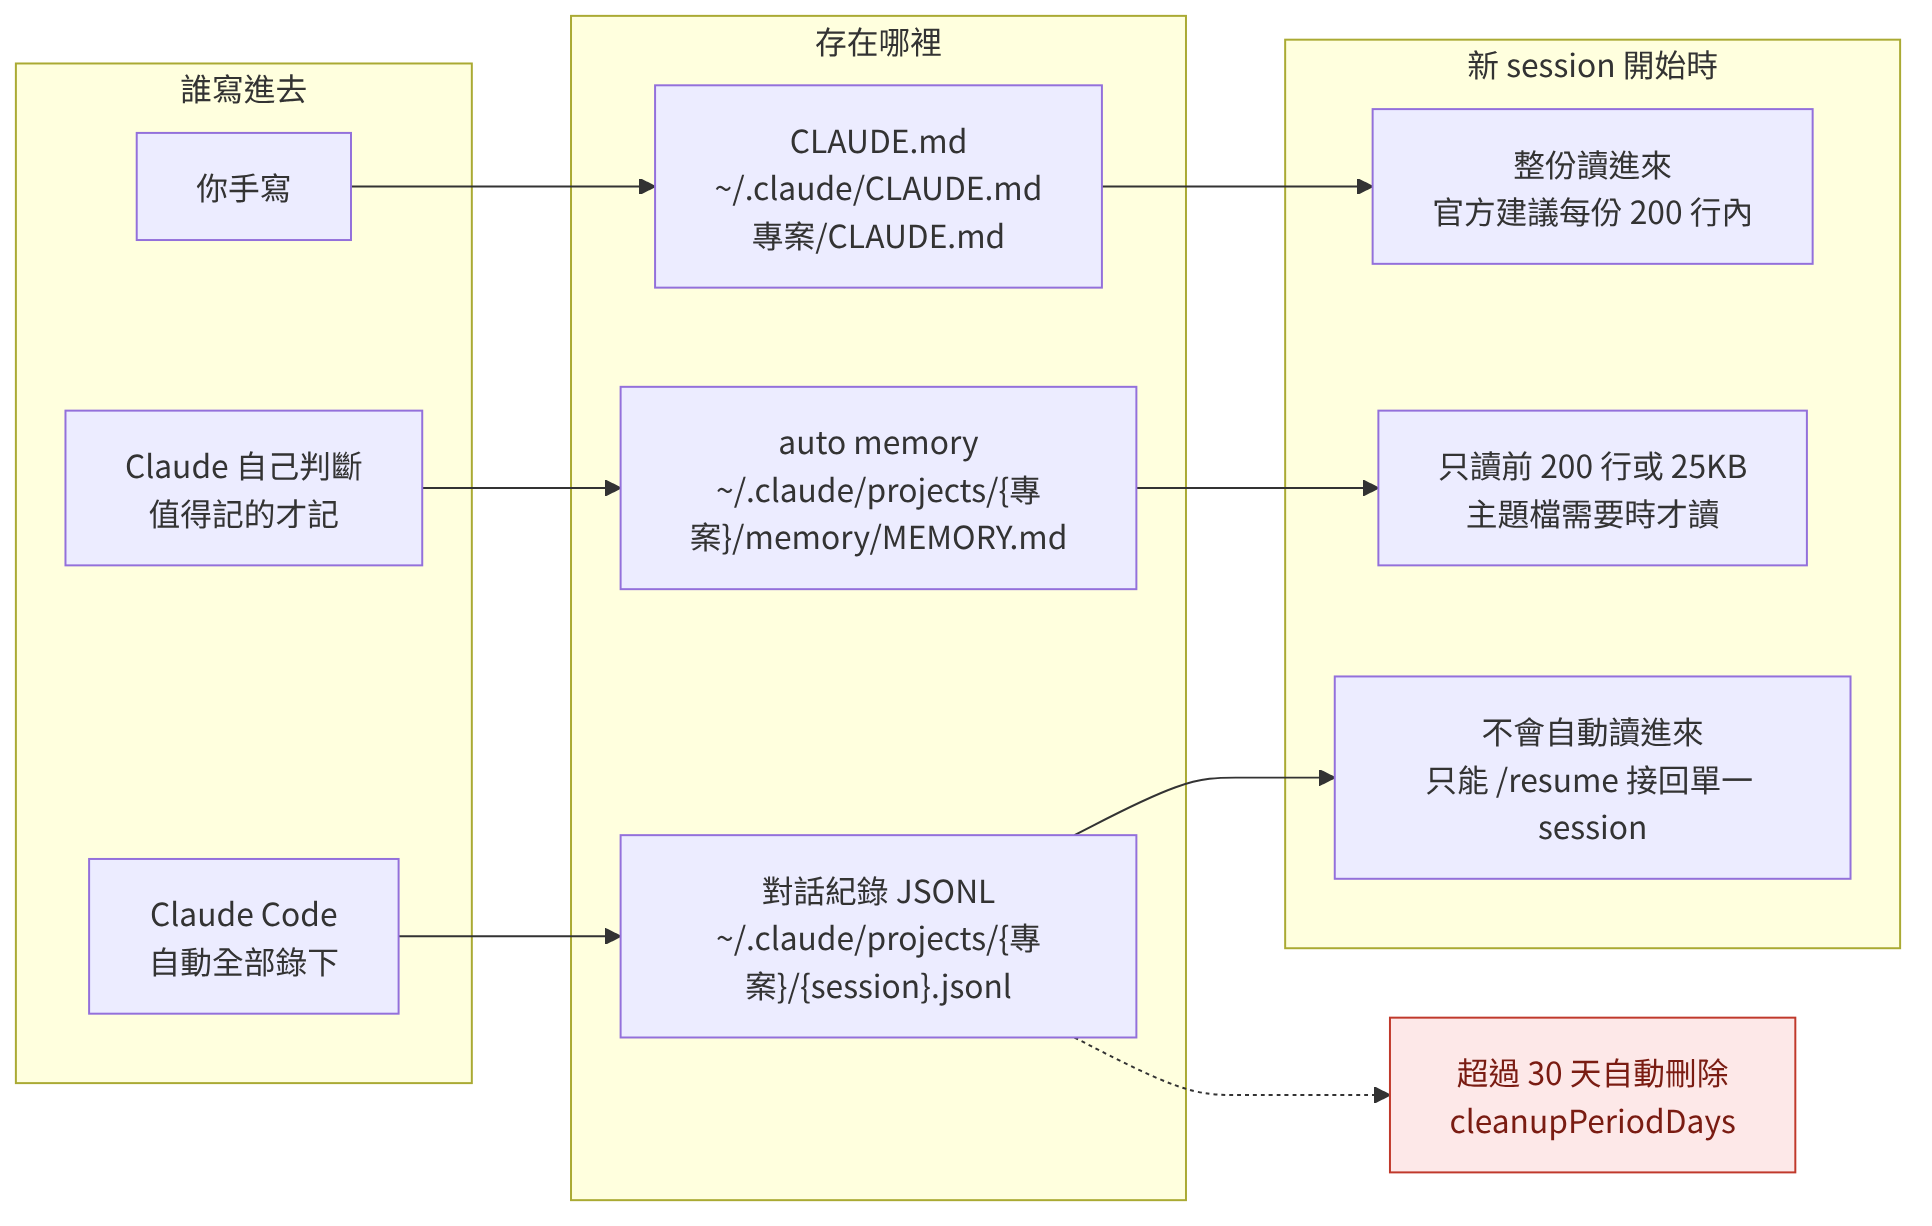 誰寫進去
你手寫
Claude 自己判斷
值得記的才記
Claude Code
自動全部錄下
存在哪裡
CLAUDE.md
~/.claude/CLAUDE.md
專案/CLAUDE.md
auto memory
~/.claude/projects/{專
案}/memory/MEMORY.md
對話紀錄 JSONL
~/.claude/projects/{專
案}/{session}.jsonl
新 session 開始時
整份讀進來
官方建議每份 200 行內
只讀前 200 行或 25KB
主題檔需要時才讀
不會自動讀進來
只能 /resume 接回單一
session
超過 30 天自動刪除
cleanupPeriodDays